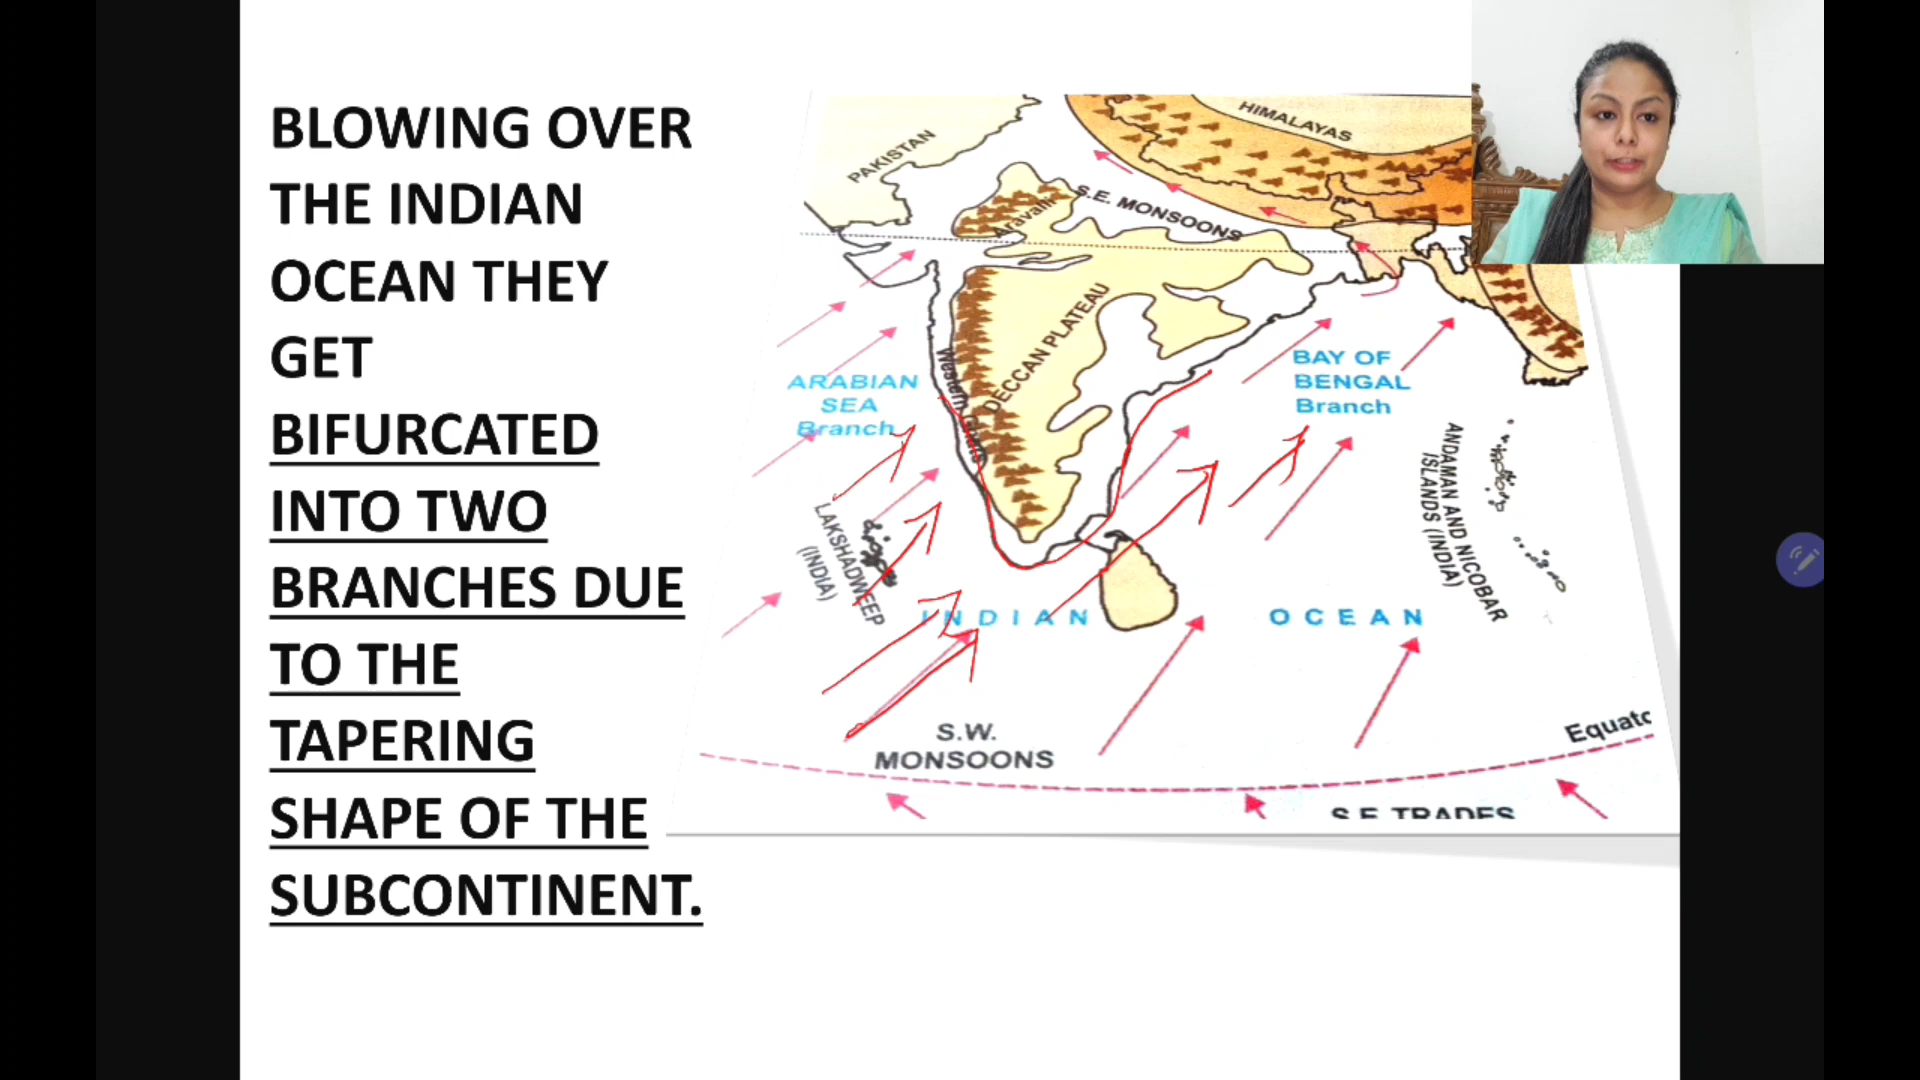 BLOWING OVER
THE INDIAN
OCEAN THEY
GET
BIFURCATED
INTO TWO
BRANCHES DUE
TO THE
TAPERING
SHAPE OF THE
SUBCONTINENT.
HIMALAYAS
PAKISTAN
S.E. MONSOONS
Aravalli
DECCAN PLATEAU
Western Ghats
ARABIAN
SEA
Branch
BAY OF
BENGAL
Branch
LAKSHADWEEP
(INDIA)
ANDAMAN AND NICOBAR
ISLANDS (INDIA)
INDIAN OCEAN
S.W.
MONSOONS
Equato
S.E. TRADES